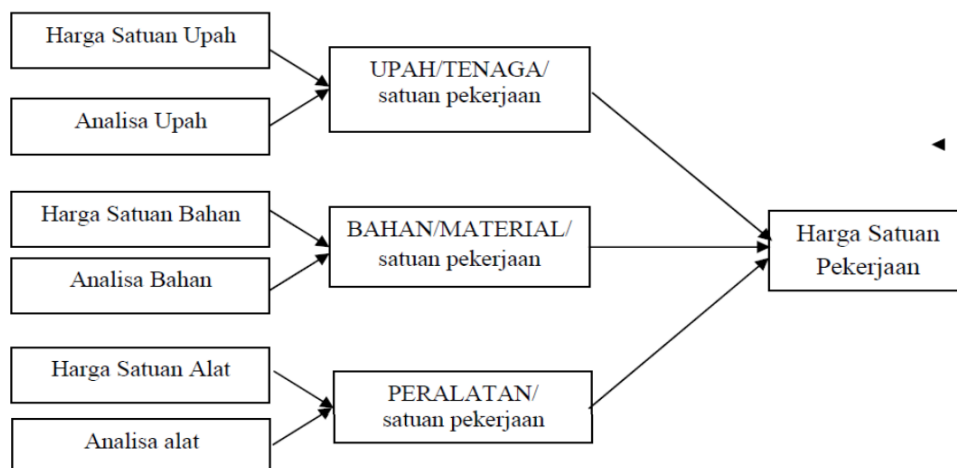 Harga Satuan Upah
Analisa Upah
UPAH/TENAGA/
satuan pekerjaan
Harga Satuan Bahan
Analisa Bahan
BAHAN/MATERIAL/
satuan pekerjaan
Harga Satuan Alat
Analisa alat
PERALATAN/
satuan pekerjaan
Harga Satuan
Pekerjaan